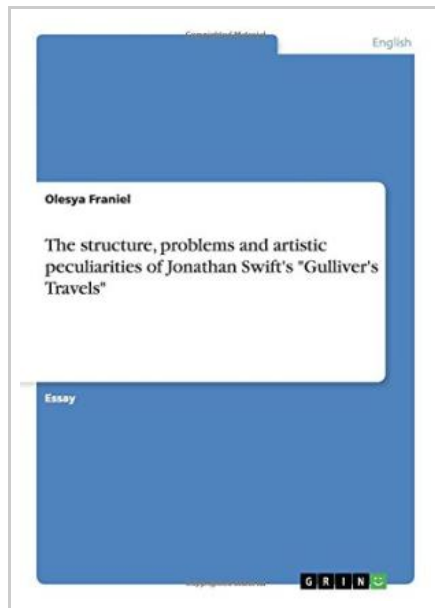 English
Olesya Franiel
The structure, problems and artistic
peculiarities of Jonathan Swift's "Gulliver's
Travels"
Essay
GRIN